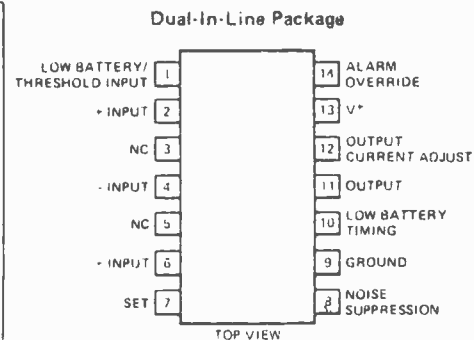 Dual-In-Line Package
LOW BATTERY/
THRESHOLD INPUT
1
+ INPUT 2
NC 3
- INPUT 4
NC 5
- INPUT 6
SET 7
14 ALARM
OVERRIDE
13 V+
12 OUTPUT
CURRENT ADJUST
11 OUTPUT
10 LOW BATTERY
TIMING
9 GROUND
8 NOISE
SUPPRESSION
TOP VIEW